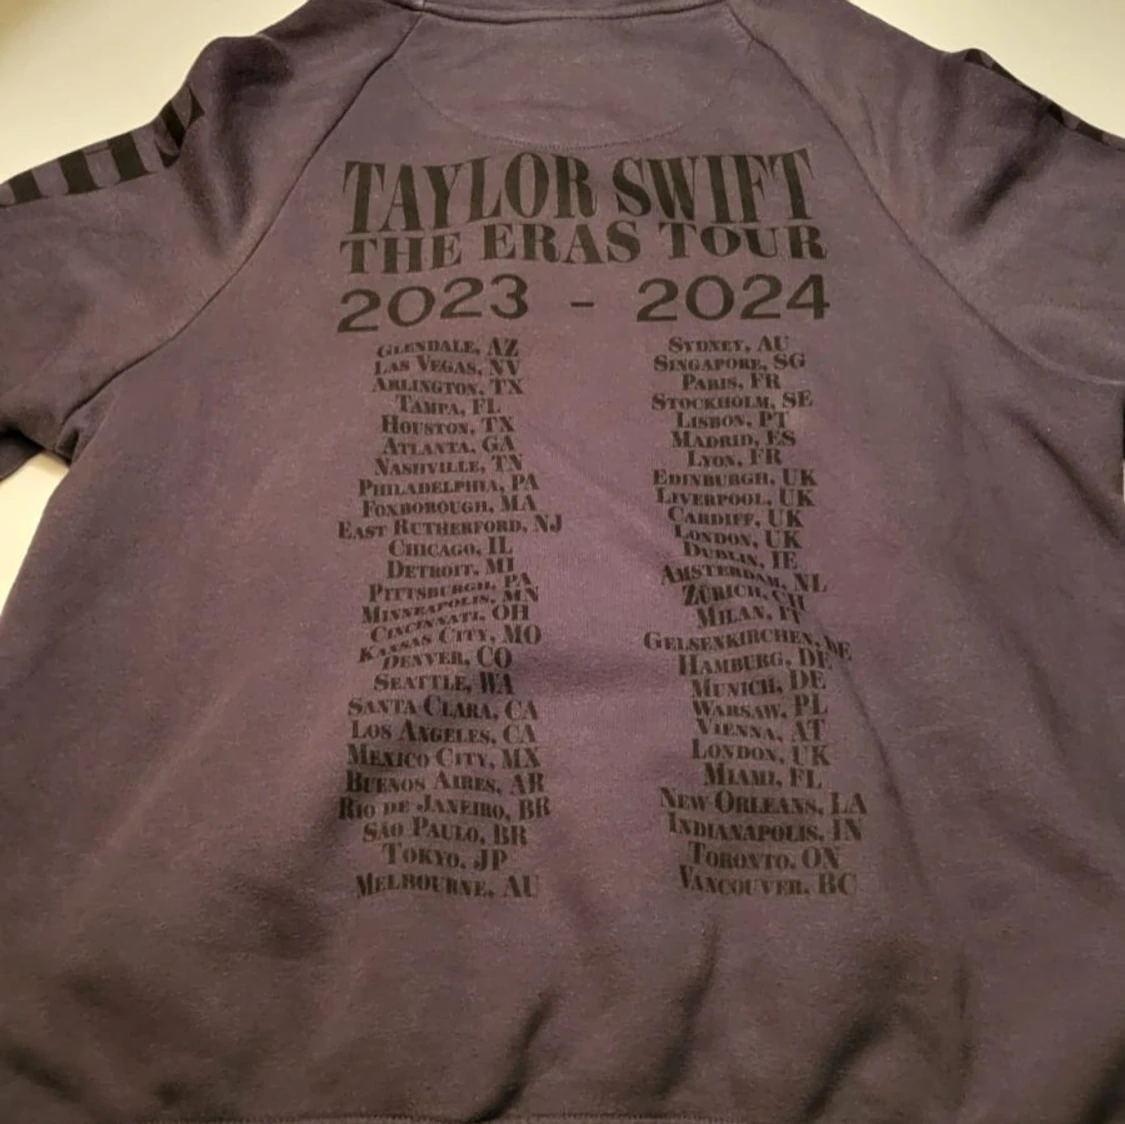 TAYLOR SWIFT
THE ERAS TOUR
2023 - 2024
GLENDALE, AZ
LAS VEGAS, NV
ARLINGTON, TX
TAMPA, FL
HOUSTON, TX
ATLANTA, GA
NASHVILLE, TN
PHILADELPHIA, PA
FOXBOROUGH, MA
EAST RUTHERFORD, NJ
CHICAGO, IL
DETROIT, MI
PITTSBURGH, PA
MINNEAPOLIS, MN
CINCINNATI, OH
KANSAS CITY, MO
DENVER, CO
SEATTLE, WA
SANTA CLARA, CA
LOS ANGELES, CA
MEXICO CITY, MX
BUENOS AIRES, AR
RIO DE JANEIRO, BR
SÃO PAULO, BR
TOKYO, JP
MELBOURNE, AU
SYDNEY, AU
SINGAPORE, SG
PARIS, FR
STOCKHOLM, SE
LISBON, PT
MADRID, ES
LYON, FR
EDINBURGH, UK
LIVERPOOL, UK
CARDIFF, UK
LONDON, UK
DUBLIN, IE
AMSTERDAM, NL
ZÜRICH, CH
MILAN, IT
GELSENKIRCHEN, DE
HAMBURG, DE
MUNICH, DE
WARSAW, PL
VIENNA, AT
LONDON, UK
MIAMI, FL
NEW ORLEANS, LA
INDIANAPOLIS, IN
TORONTO, ON
VANCOUVER, BC